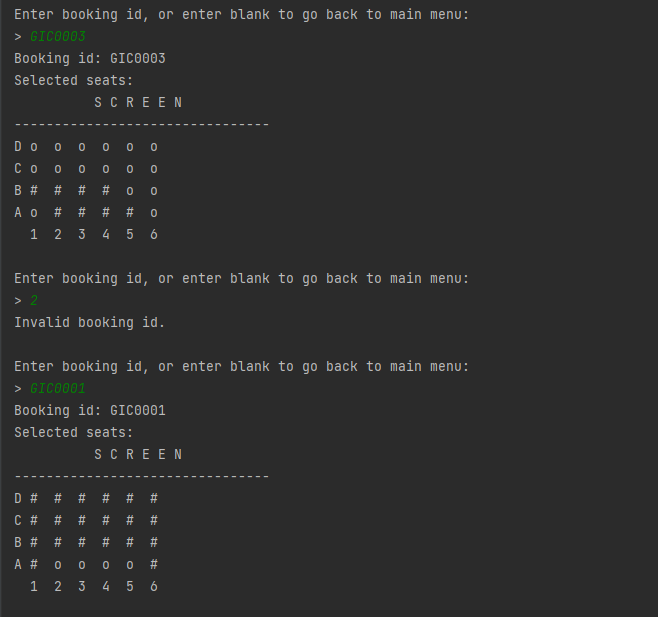 Enter booking id, or enter blank to go back to main menu:
> GIC0003
Booking id: GIC0003
Selected seats:
          S C R E E N
--------------------------------
D o  o  o  o  o  o
C o  o  o  o  o  o
B #  #  #  #  o  o
A o  #  #  #  #  o
  1  2  3  4  5  6

Enter booking id, or enter blank to go back to main menu:
> 2
Invalid booking id.

Enter booking id, or enter blank to go back to main menu:
> GIC0001
Booking id: GIC0001
Selected seats:
          S C R E E N
--------------------------------
D #  #  #  #  #  #
C #  #  #  #  #  #
B #  #  #  #  #  #
A #  o  o  o  o  #
  1  2  3  4  5  6